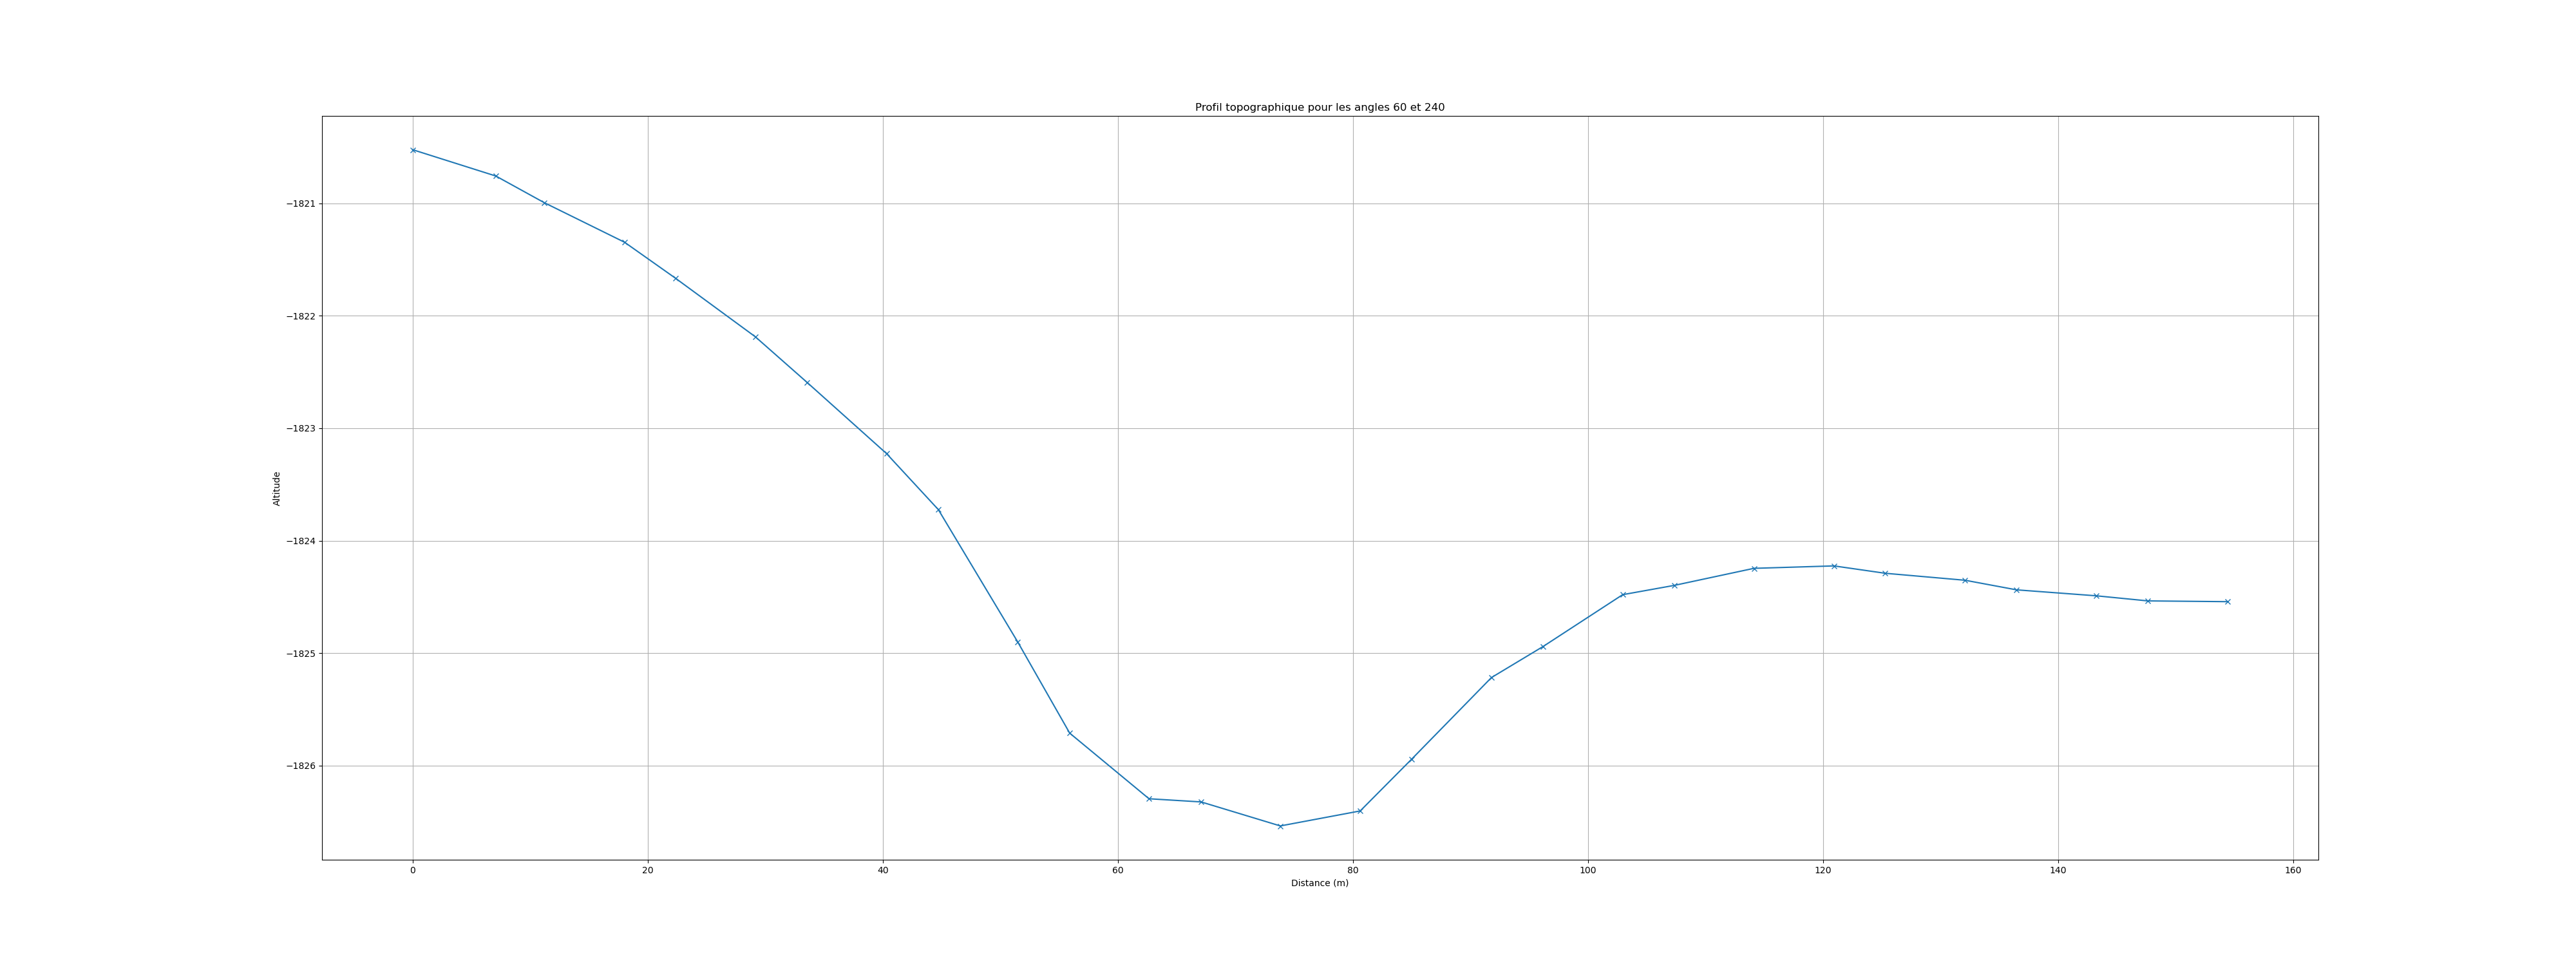 Profil topographique pour les angles 60 et 240
−1821
−1822
−1823
−1824
−1825
−1826
Altitude
0 20 40 60 80 100 120 140 160
Distance (m)